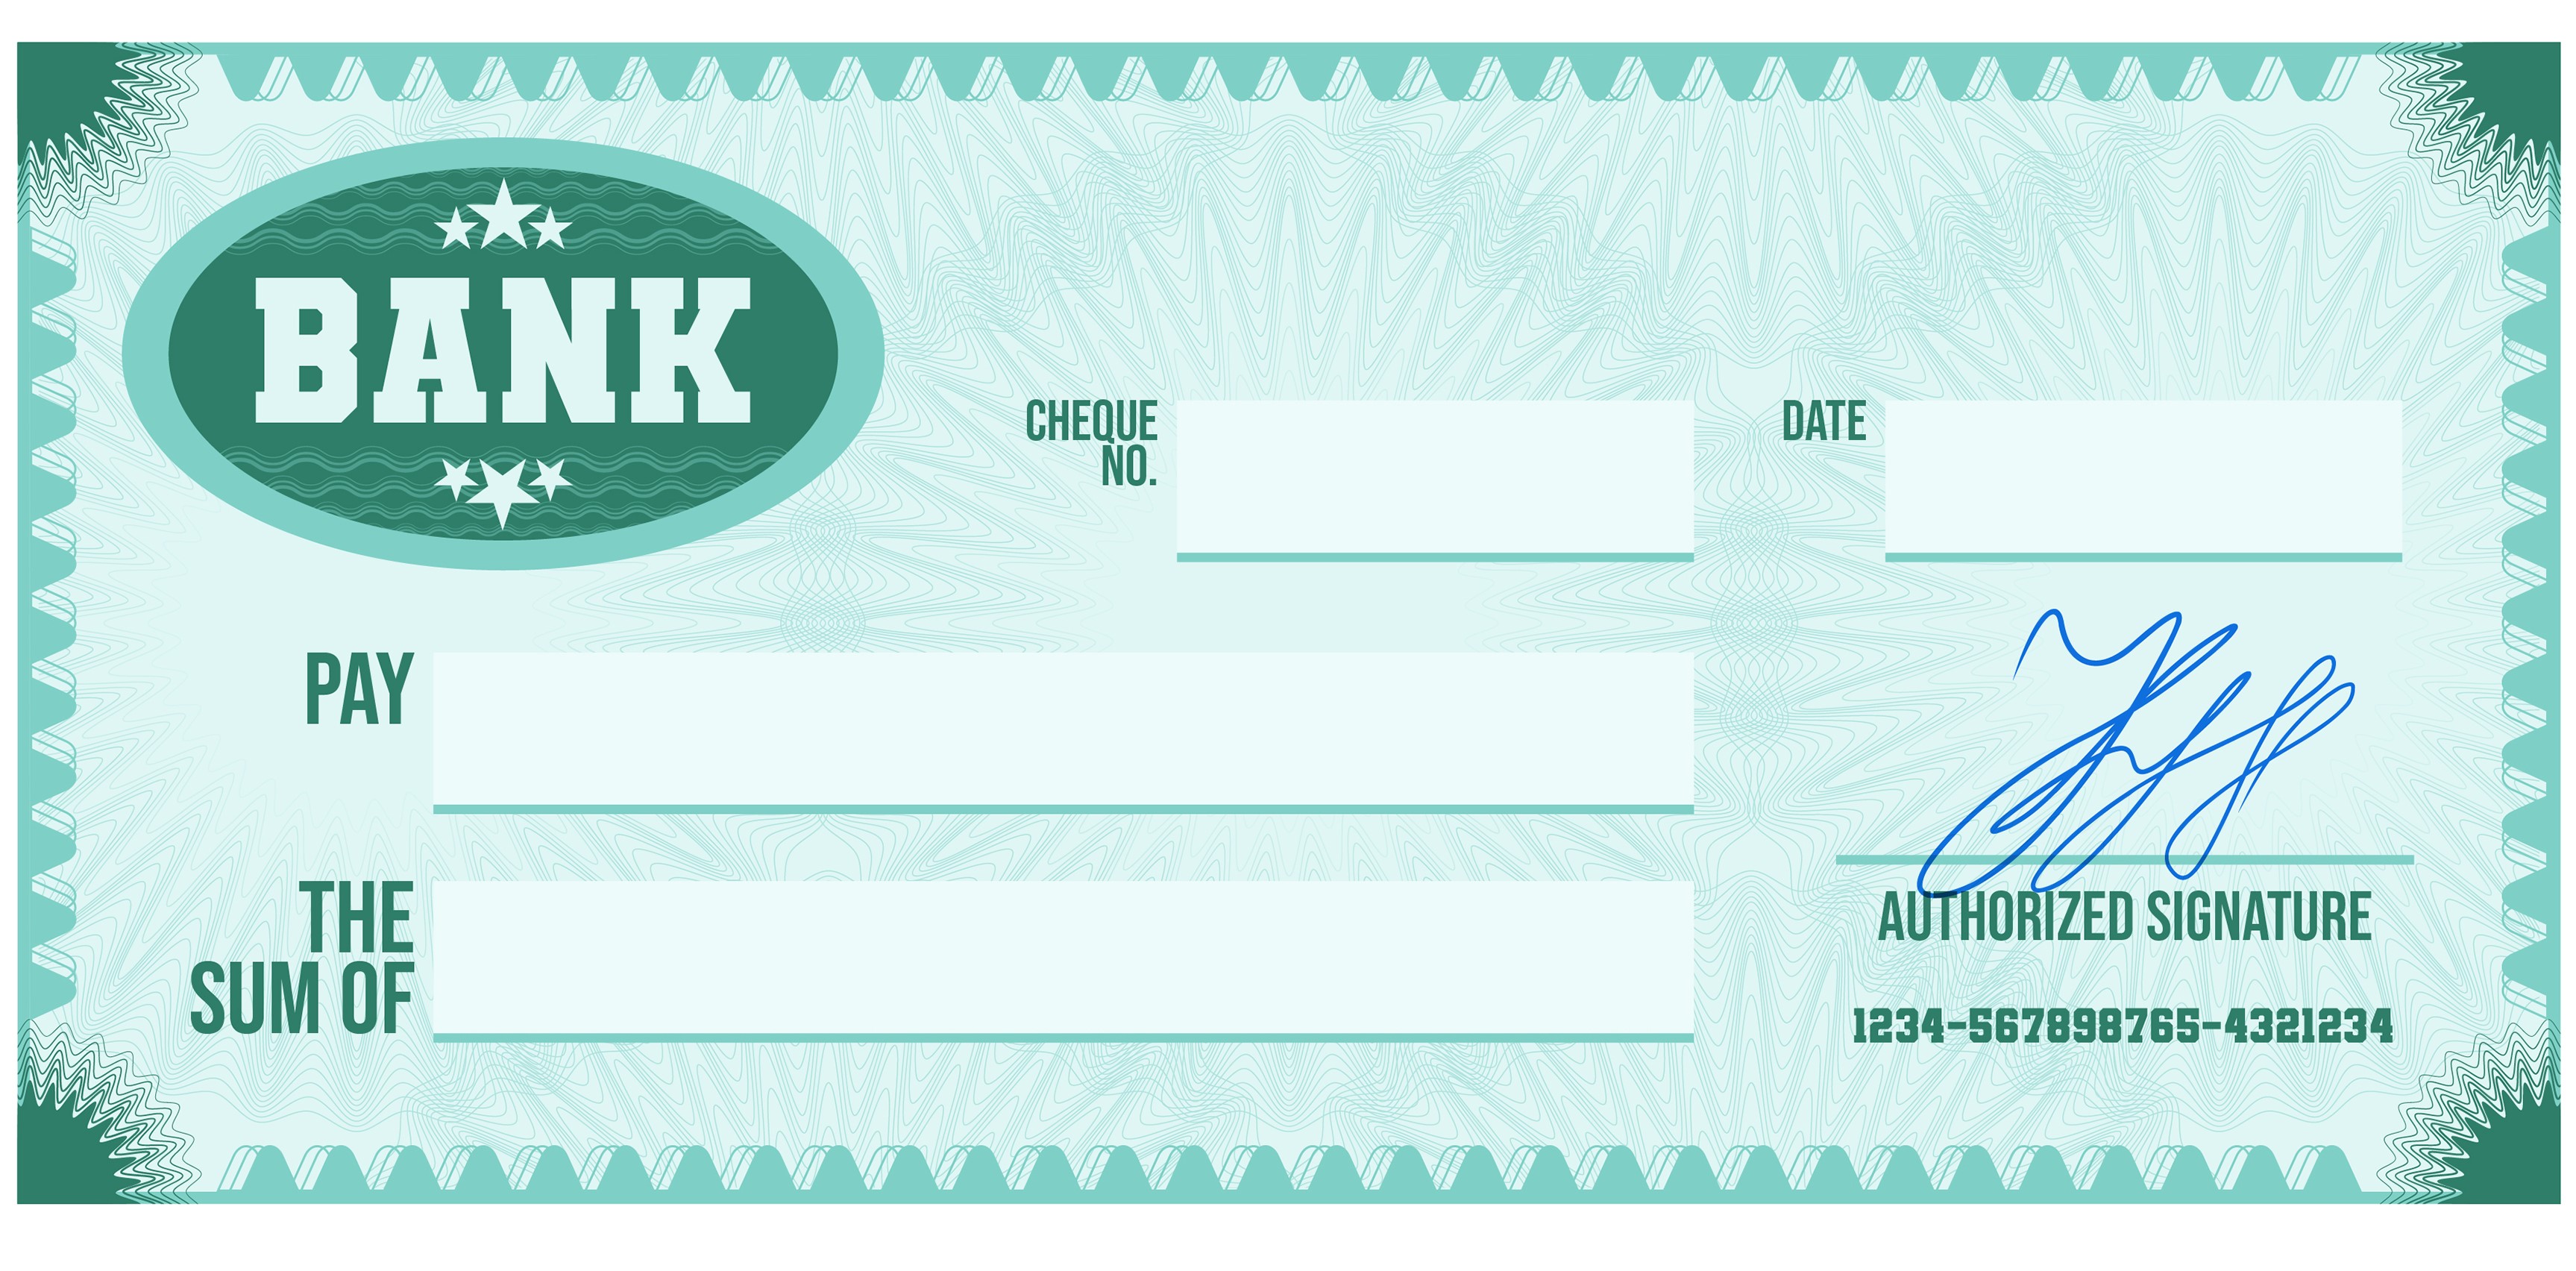 BANK
CHEQUE
NO.
DATE
PAY
THE
SUM OF
AUTHORIZED SIGNATURE
1234-567898765-4321234